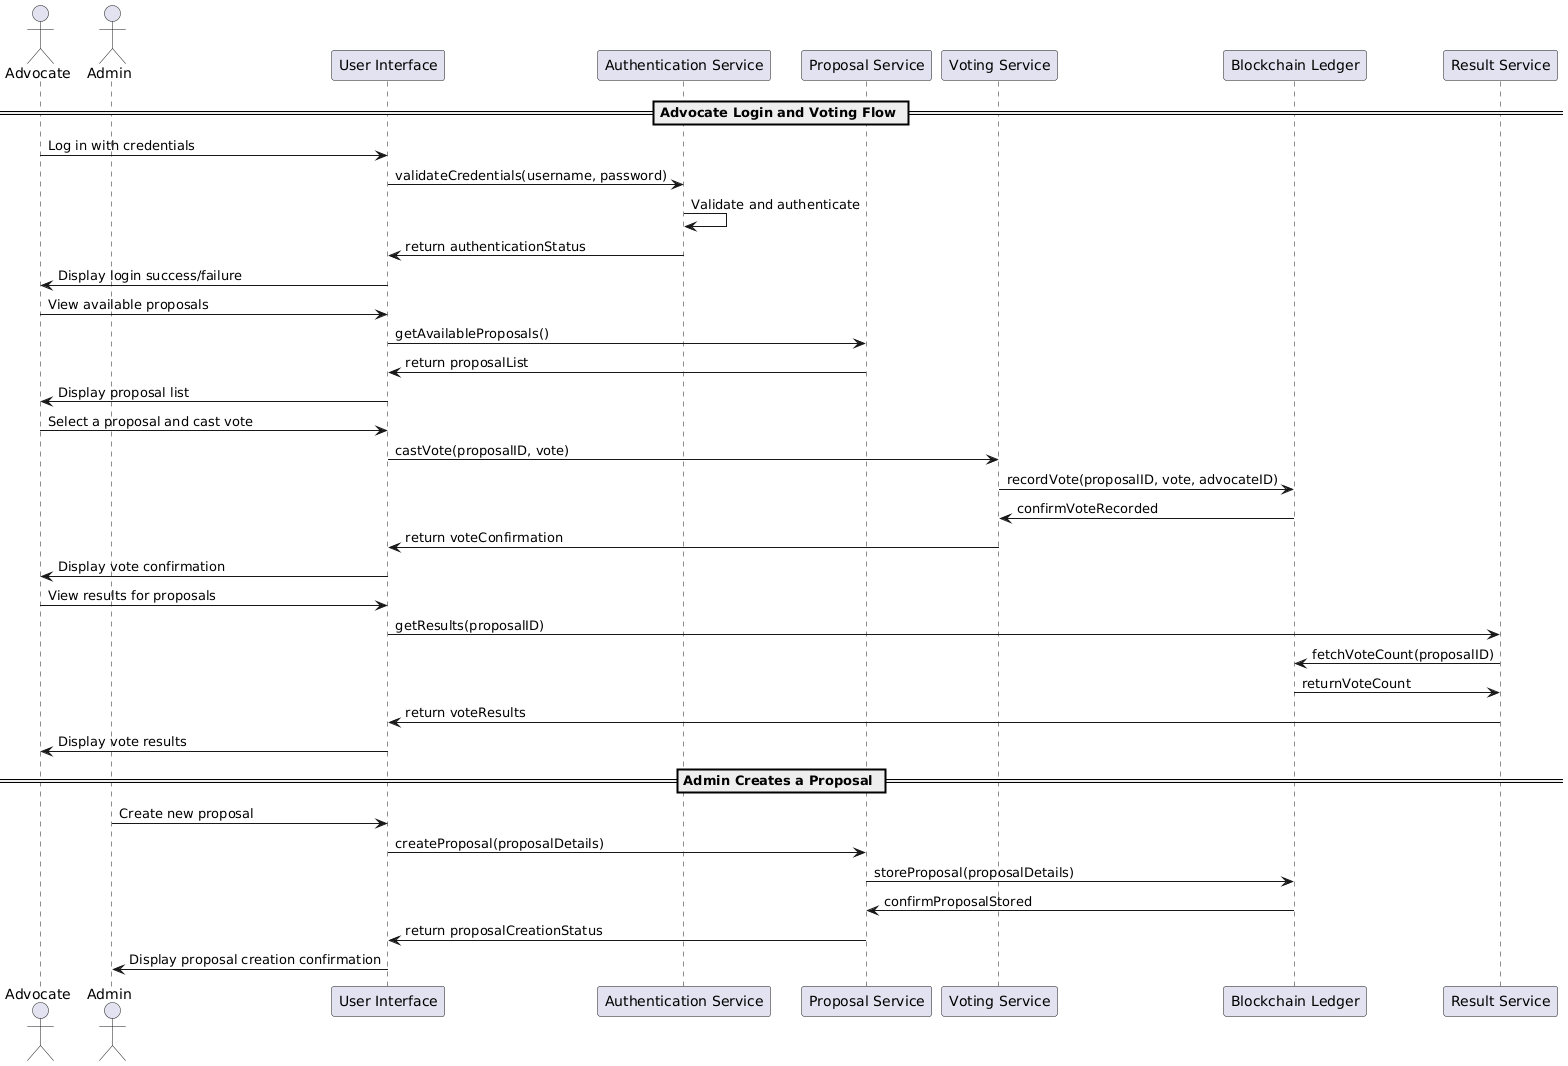 Advocate
Admin
User Interface
Authentication Service
Proposal Service
Voting Service
Blockchain Ledger
Result Service
Advocate Login and Voting Flow
Log in with credentials
validateCredentials(username, password)
Validate and authenticate
return authenticationStatus
Display login success/failure
View available proposals
getAvailableProposals()
return proposalList
Display proposal list
Select a proposal and cast vote
castVote(proposalID, vote)
recordVote(proposalID, vote, advocateID)
confirmVoteRecorded
return voteConfirmation
Display vote confirmation
View results for proposals
getResults(proposalID)
fetchVoteCount(proposalID)
returnVoteCount
return voteResults
Display vote results
Admin Creates a Proposal
Create new proposal
createProposal(proposalDetails)
storeProposal(proposalDetails)
confirmProposalStored
return proposalCreationStatus
Display proposal creation confirmation
Advocate
Admin
User Interface
Authentication Service
Proposal Service
Voting Service
Blockchain Ledger
Result Service